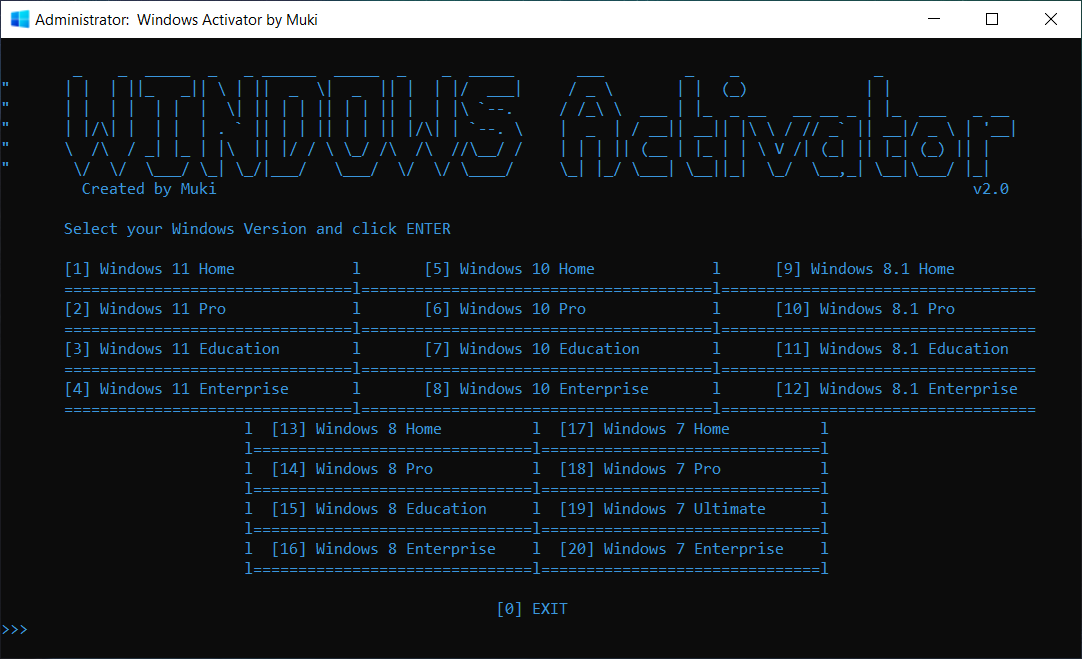 Administrator:  Windows Activator by Muki
WINDOWS Activator
Created by Muki v2.0
Select your Windows Version and click ENTER
[1] Windows 11 Home l [5] Windows 10 Home l [9] Windows 8.1 Home
================================l=======================================l===================================
[2] Windows 11 Pro l [6] Windows 10 Pro l [10] Windows 8.1 Pro
================================l=======================================l===================================
[3] Windows 11 Education l [7] Windows 10 Education l [11] Windows 8.1 Education
================================l=======================================l===================================
[4] Windows 11 Enterprise l [8] Windows 10 Enterprise l [12] Windows 8.1 Enterprise
================================l=======================================l===================================
l [13] Windows 8 Home l [17] Windows 7 Home l
l===============================l===============================l
l [14] Windows 8 Pro l [18] Windows 7 Pro l
l===============================l===============================l
l [15] Windows 8 Education l [19] Windows 7 Ultimate l
l===============================l===============================l
l [16] Windows 8 Enterprise l [20] Windows 7 Enterprise l
l===============================l===============================l
[0] EXIT
>>>